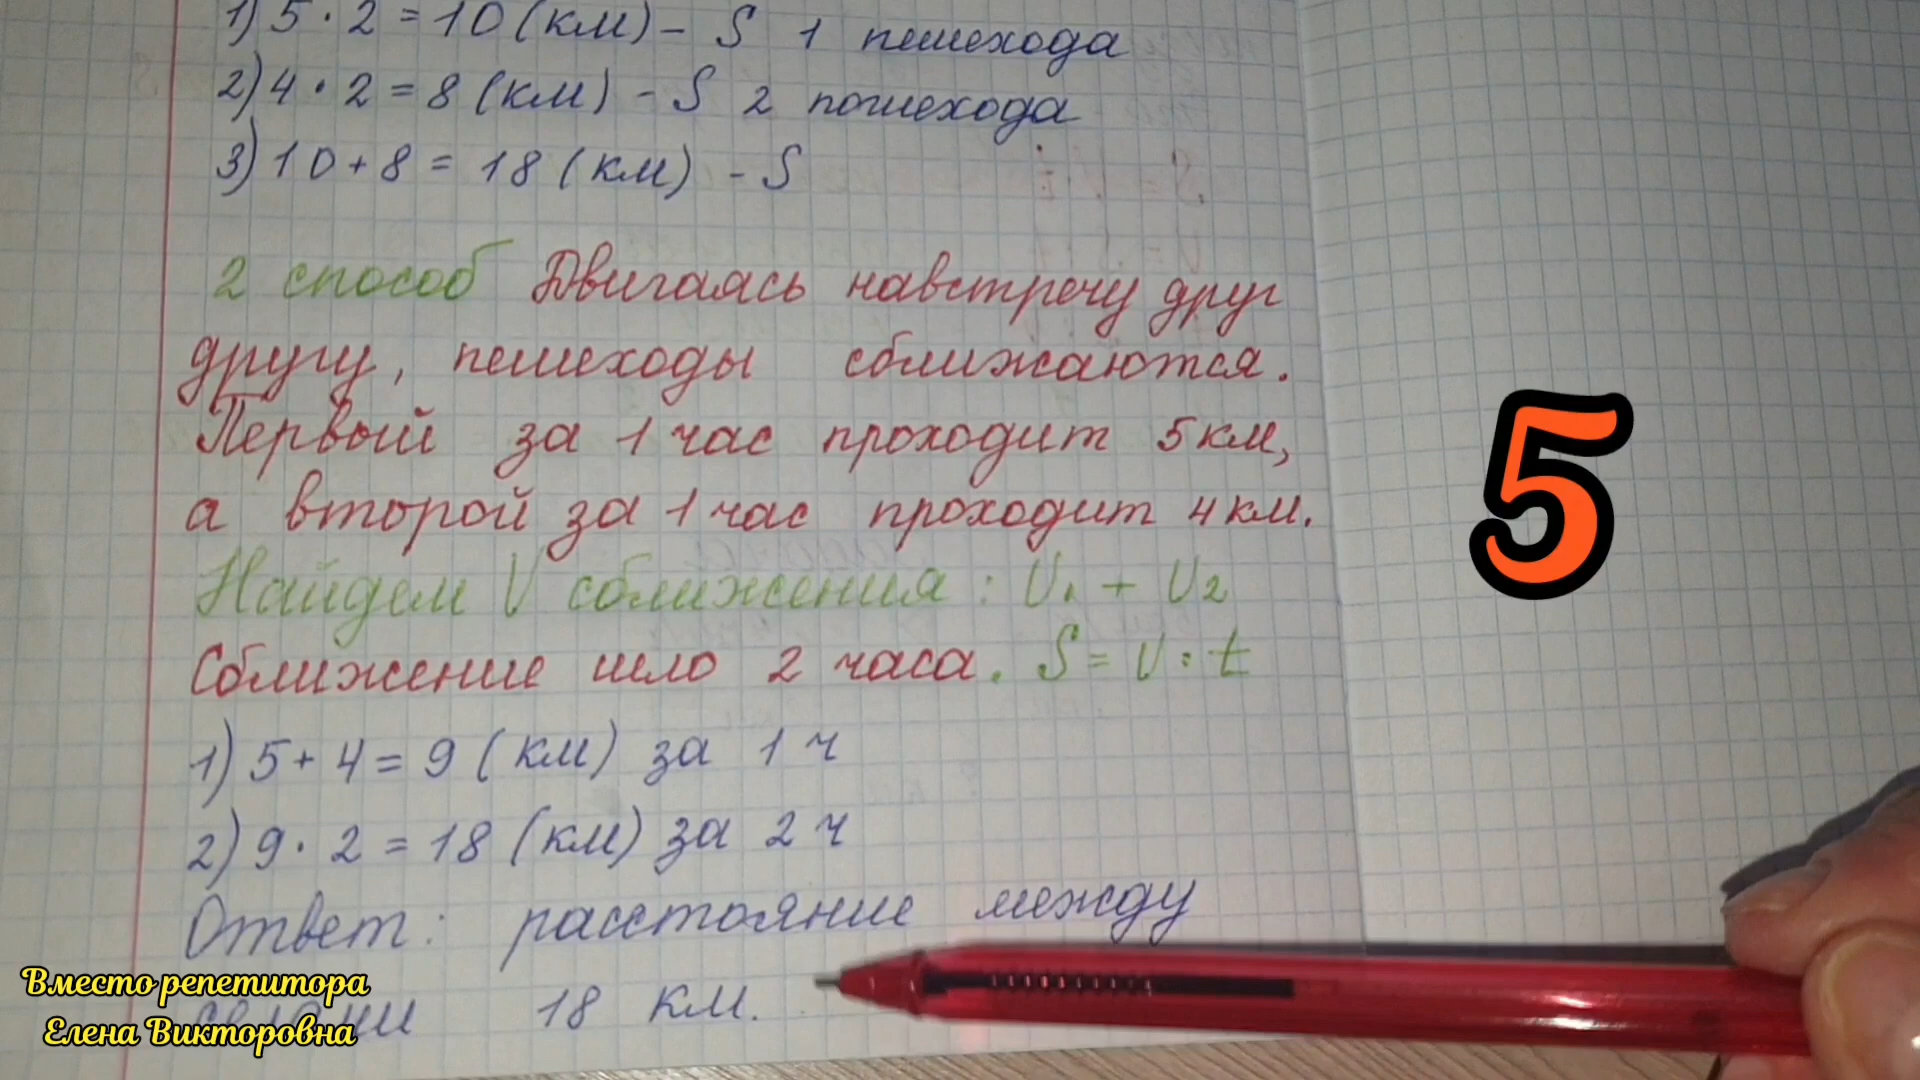 1) 5 · 2 = 10 (км) – S 1 пешехода
2) 4 · 2 = 8 (км) – S 2 пешехода
3) 10 + 8 = 18 (км) – S
2 способ Двигаясь навстречу друг
другу, пешеходы сближаются.
Первый за 1 час проходит 5 км,
а второй за 1 час проходит 4 км.
Найдем V сближения : V₁ + V₂
Сближение шло 2 часа. S = V · t
1) 5 + 4 = 9 (км) за 1 ч
2) 9 · 2 = 18 (км) за 2 ч
Ответ: расстояние между
18 км.
5
Вместо репетитора
Елена Викторовна